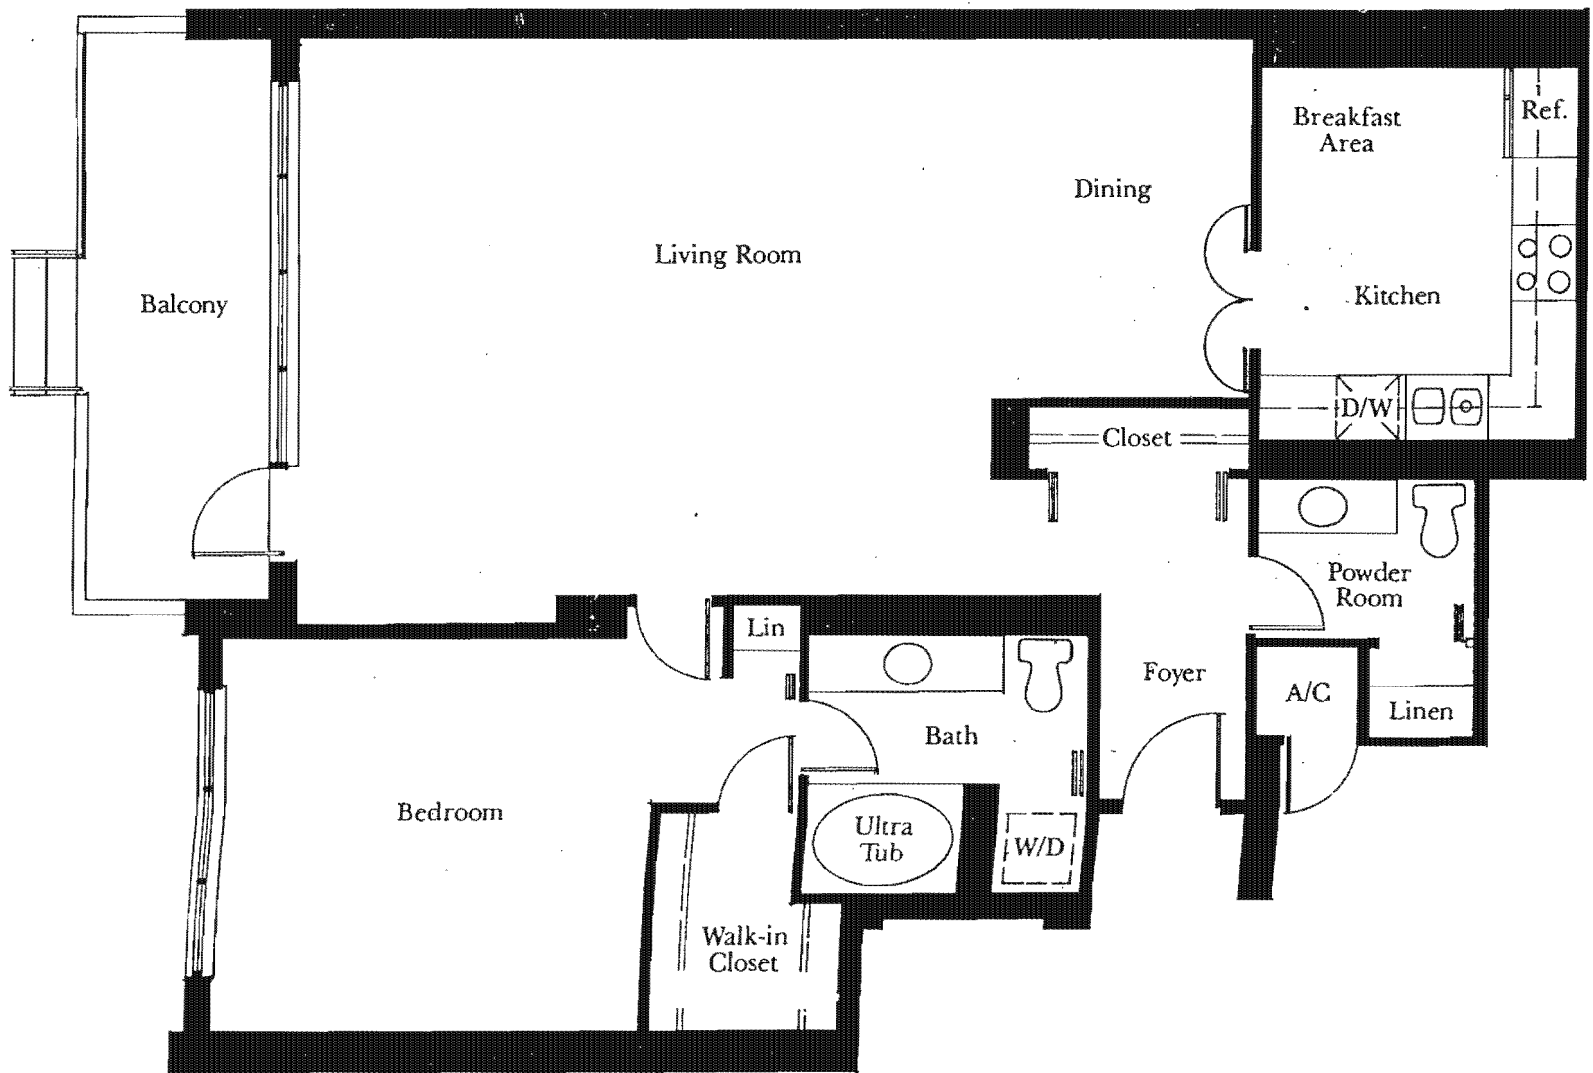 Breakfast
Area
Ref.
Dining
Living Room
Balcony
Kitchen
D/W
Closet
Powder
Room
Lin
Foyer
A/C
Linen
Bath
Bedroom
Ultra
Tub
W/D
Walk-in
Closet